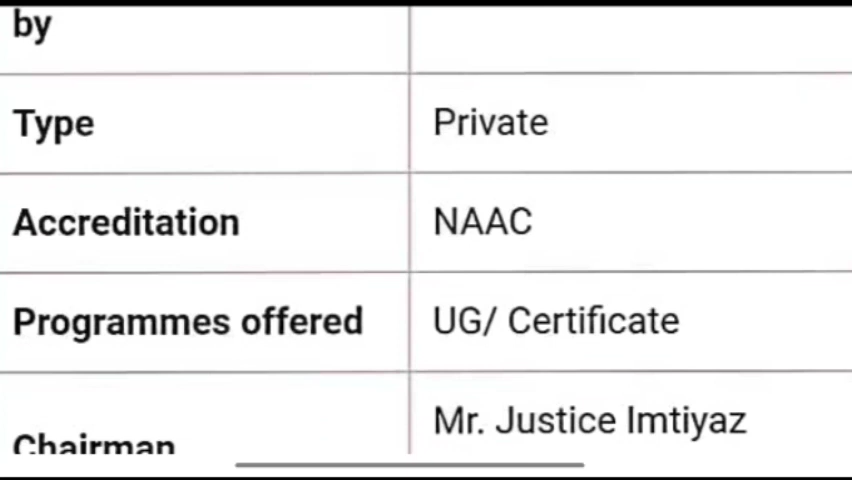 by
Type Private
Accreditation NAAC
Programmes offered UG/ Certificate
Mr. Justice Imtiyaz
Chairman